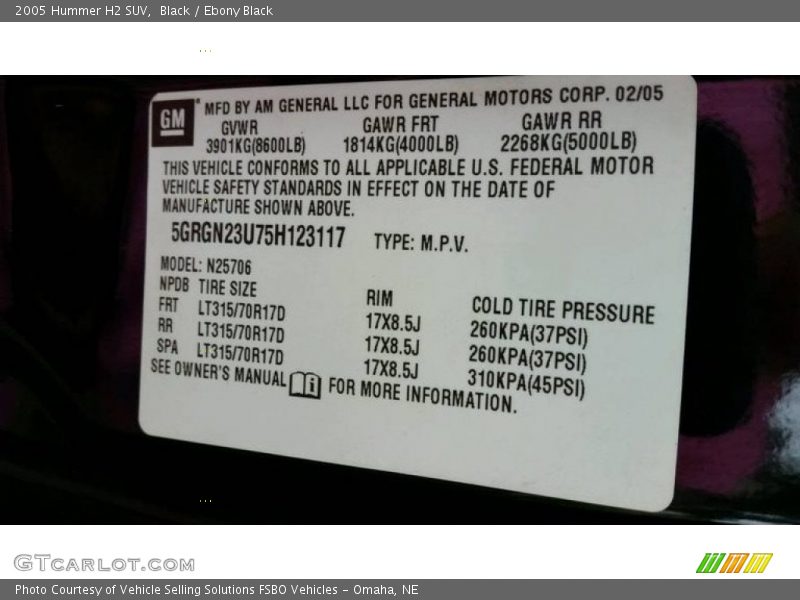 2005 Hummer H2 SUV,  Black / Ebony Black
...
GM
MFD BY AM GENERAL LLC FOR GENERAL MOTORS CORP. 02/05
GVWR GAWR FRT GAWR RR
3901KG(8600LB) 1814KG(4000LB) 2268KG(5000LB)
THIS VEHICLE CONFORMS TO ALL APPLICABLE U.S. FEDERAL MOTOR
VEHICLE SAFETY STANDARDS IN EFFECT ON THE DATE OF
MANUFACTURE SHOWN ABOVE.
5GRGN23U75H123117 TYPE: M.P.V.
MODEL: N25706
NPDB TIRE SIZE RIM COLD TIRE PRESSURE
FRT LT315/70R17D 17X8.5J 260KPA(37PSI)
RR LT315/70R17D 17X8.5J 260KPA(37PSI)
SPA LT315/70R17D 17X8.5J 310KPA(45PSI)
SEE OWNER'S MANUAL i FOR MORE INFORMATION.
...
GTCARLOT.COM
Photo Courtesy of Vehicle Selling Solutions FSBO Vehicles - Omaha, NE